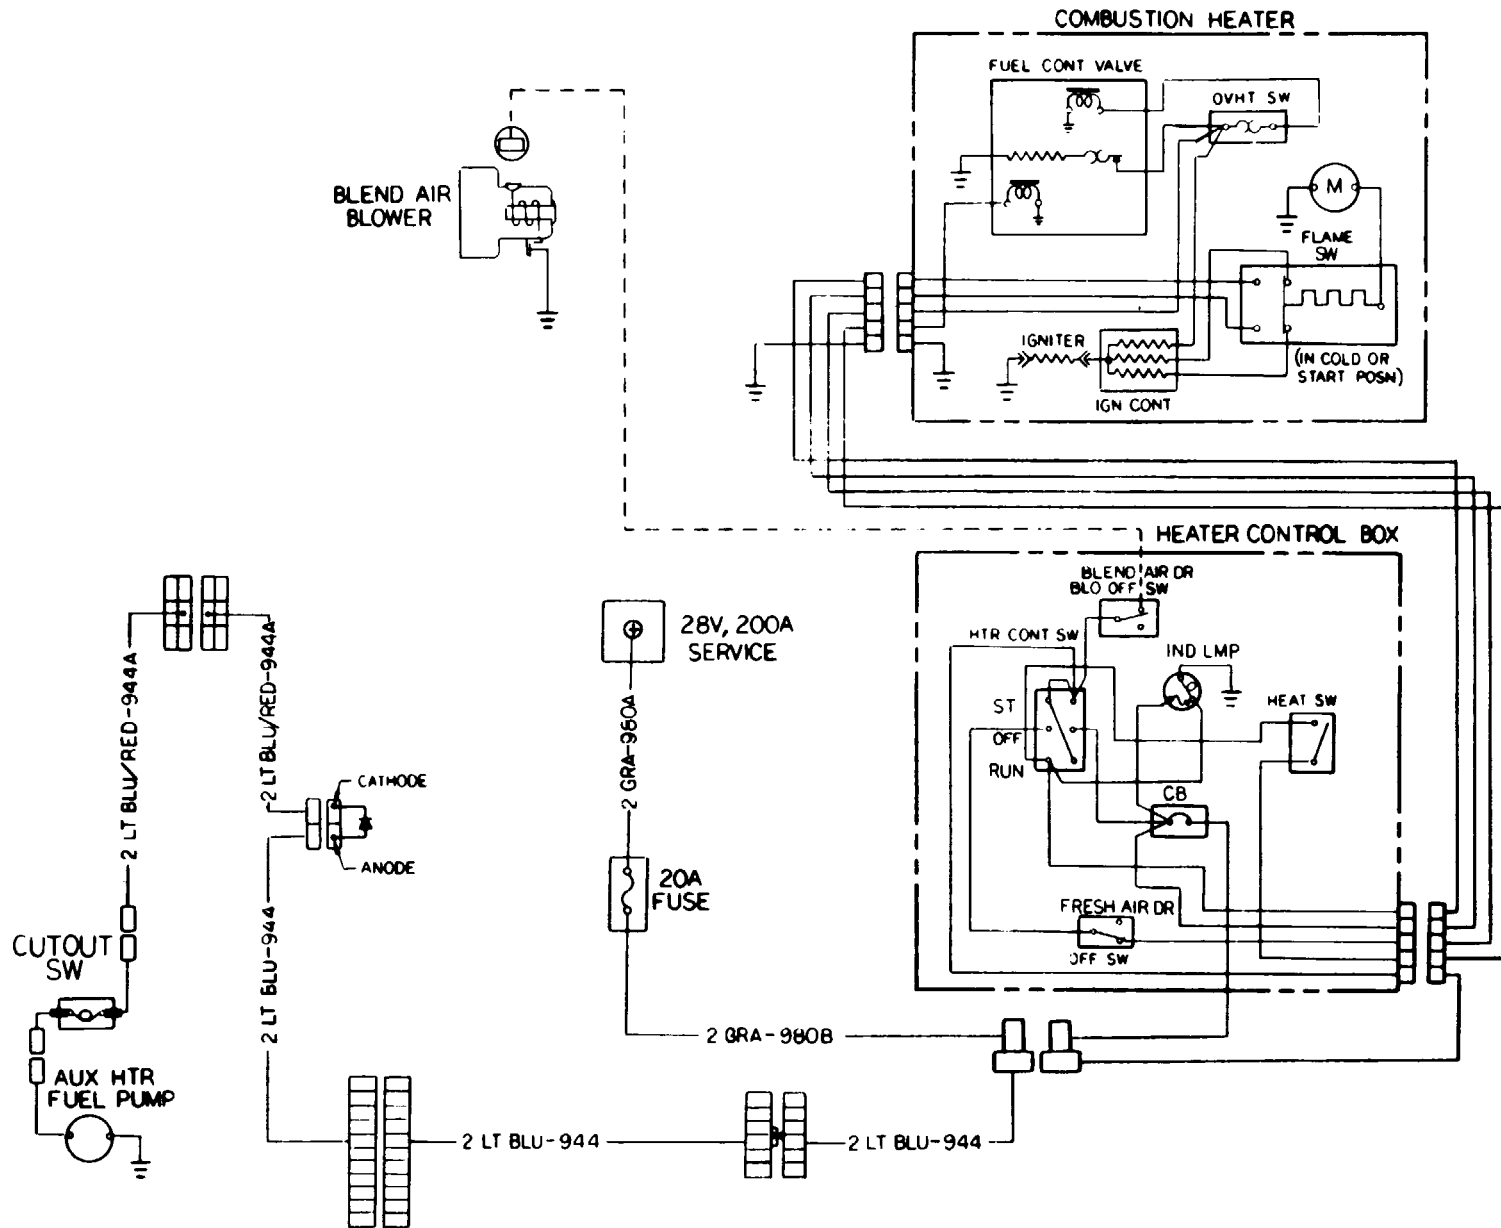 COMBUSTION HEATER
FUEL CONT VALVE
OVHT SW
M
FLAME
SW
BLEND AIR
BLOWER
IGNITER
(IN COLD OR
START POSN)
IGN CONT
HEATER CONTROL BOX
BLEND AIR DR
BLO OFF SW
HTR CONT SW
IND LMP
HEAT SW
ST
OFF
RUN
CB
FRESH AIR DR
OFF SW
28V, 200A
SERVICE
2 GRA-980A
20A
FUSE
2 GRA-980B
2 LT BLU/RED-944A
2 LT BLU/RED-944A
CATHODE
ANODE
2 LT BLU-944
CUTOUT
SW
AUX HTR
FUEL PUMP
2 LT BLU-944
2 LT BLU-944